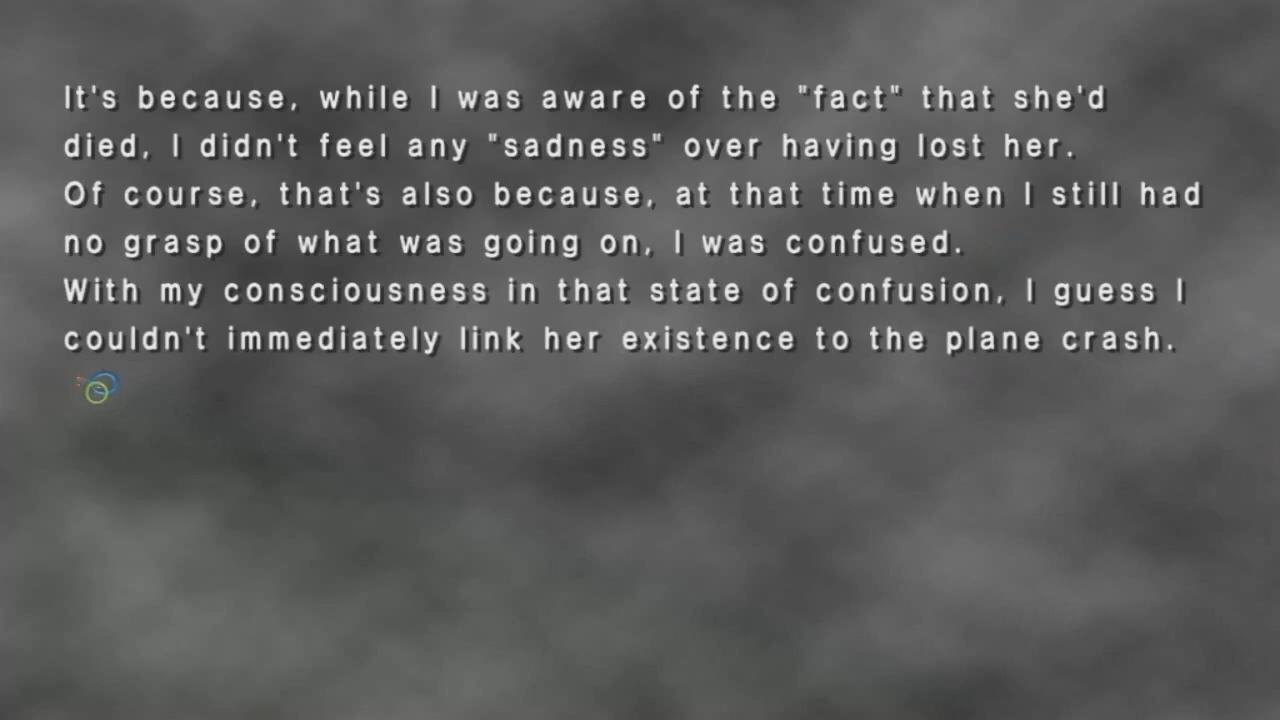 It's because, while I was aware of the "fact" that she'd
died, I didn't feel any "sadness" over having lost her.
Of course, that's also because, at that time when I still had
no grasp of what was going on, I was confused.
With my consciousness in that state of confusion, I guess I
couldn't immediately link her existence to the plane crash.